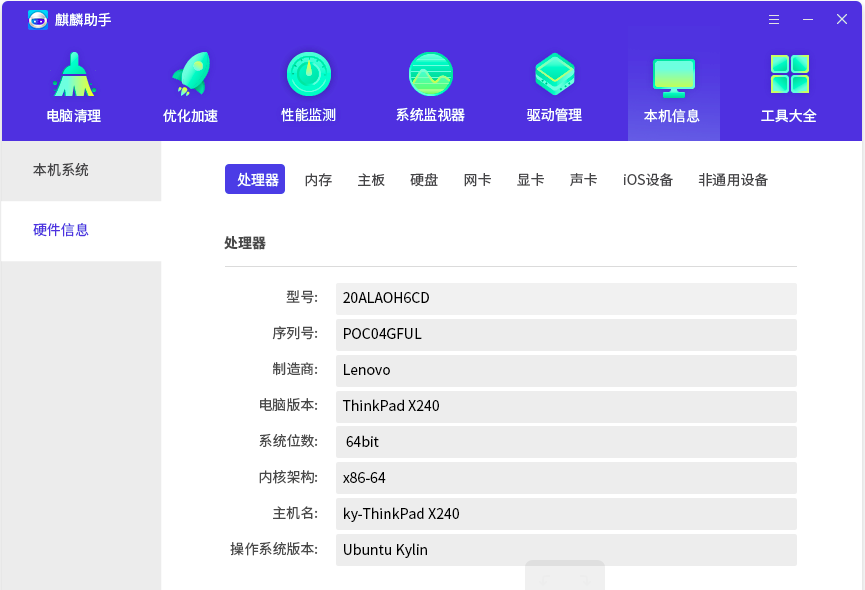 麒麟助手
电脑清理 优化加速 性能监测 系统监视器 驱动管理 本机信息 工具大全
本机系统
硬件信息
处理器 内存 主板 硬盘 网卡 显卡 声卡 iOS设备 非通用设备
处理器
型号: 20ALAOH6CD
序列号: POC04GFUL
制造商: Lenovo
电脑版本: ThinkPad X240
系统位数: 64bit
内核架构: x86-64
主机名: ky-ThinkPad X240
操作系统版本: Ubuntu Kylin